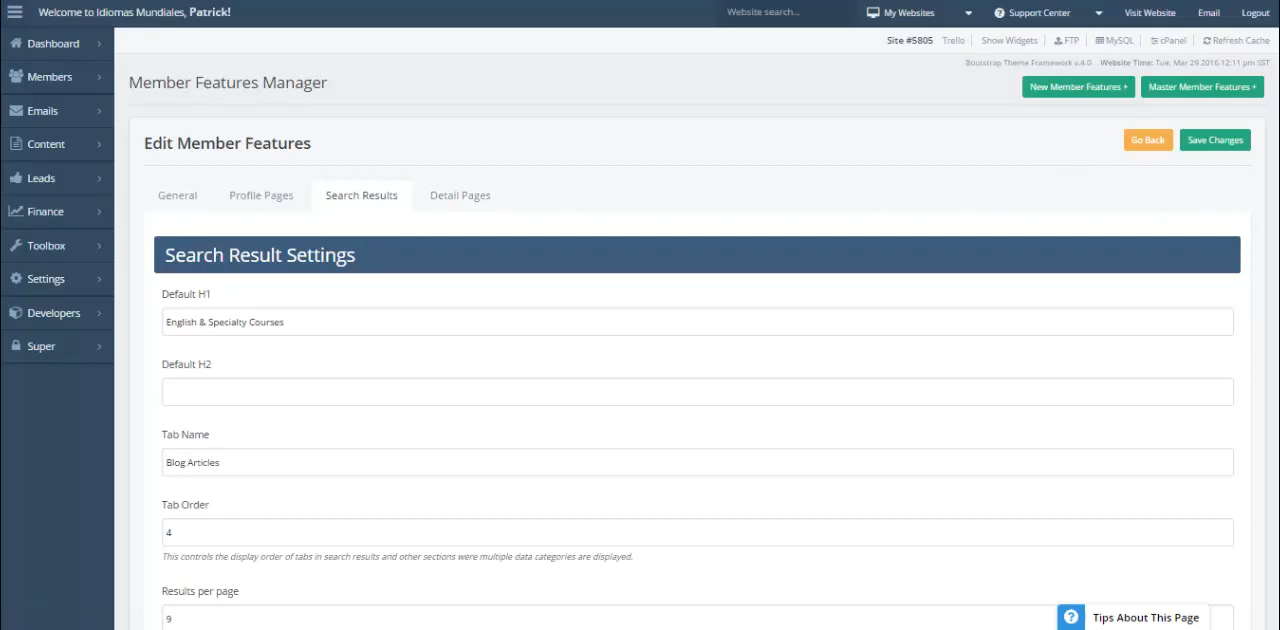 Welcome to Idiomas Mundiales, Patrick!
Website search...
My Websites
Support Center
Visit Website
Email
Logout
Dashboard
Members
Emails
Content
Leads
Finance
Toolbox
Settings
Developers
Super
Site #5805 Trello Show Widgets FTP MySQL cPanel Refresh Cache
Bootstrap Theme Framework v.4.0 Website Time: Tue, Mar 29 2016 12:11 pm SST
Member Features Manager
New Member Features +
Master Member Features +
Edit Member Features
Go Back
Save Changes
General
Profile Pages
Search Results
Detail Pages
Search Result Settings
Default H1
English & Specialty Courses
Default H2
Tab Name
Blog Articles
Tab Order
4
This controls the display order of tabs in search results and other sections were multiple data categories are displayed.
Results per page
9
Tips About This Page